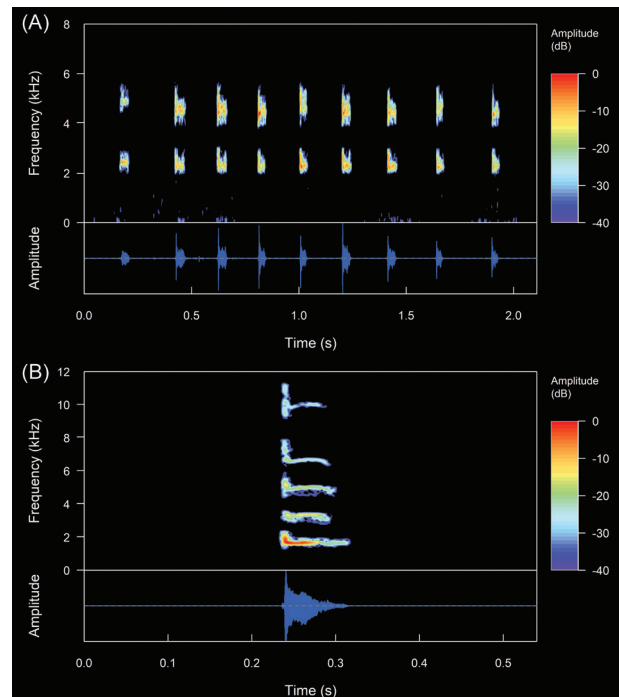 (A)
Amplitude
(dB)
8
6
4
2
0
Frequency (kHz)
0
-10
-20
-30
-40
Amplitude
0.0 0.5 1.0 1.5 2.0
Time (s)
(B)
Amplitude
(dB)
12
10
8
6
4
2
0
Frequency (kHz)
0
-10
-20
-30
-40
Amplitude
0.0 0.1 0.2 0.3 0.4 0.5
Time (s)